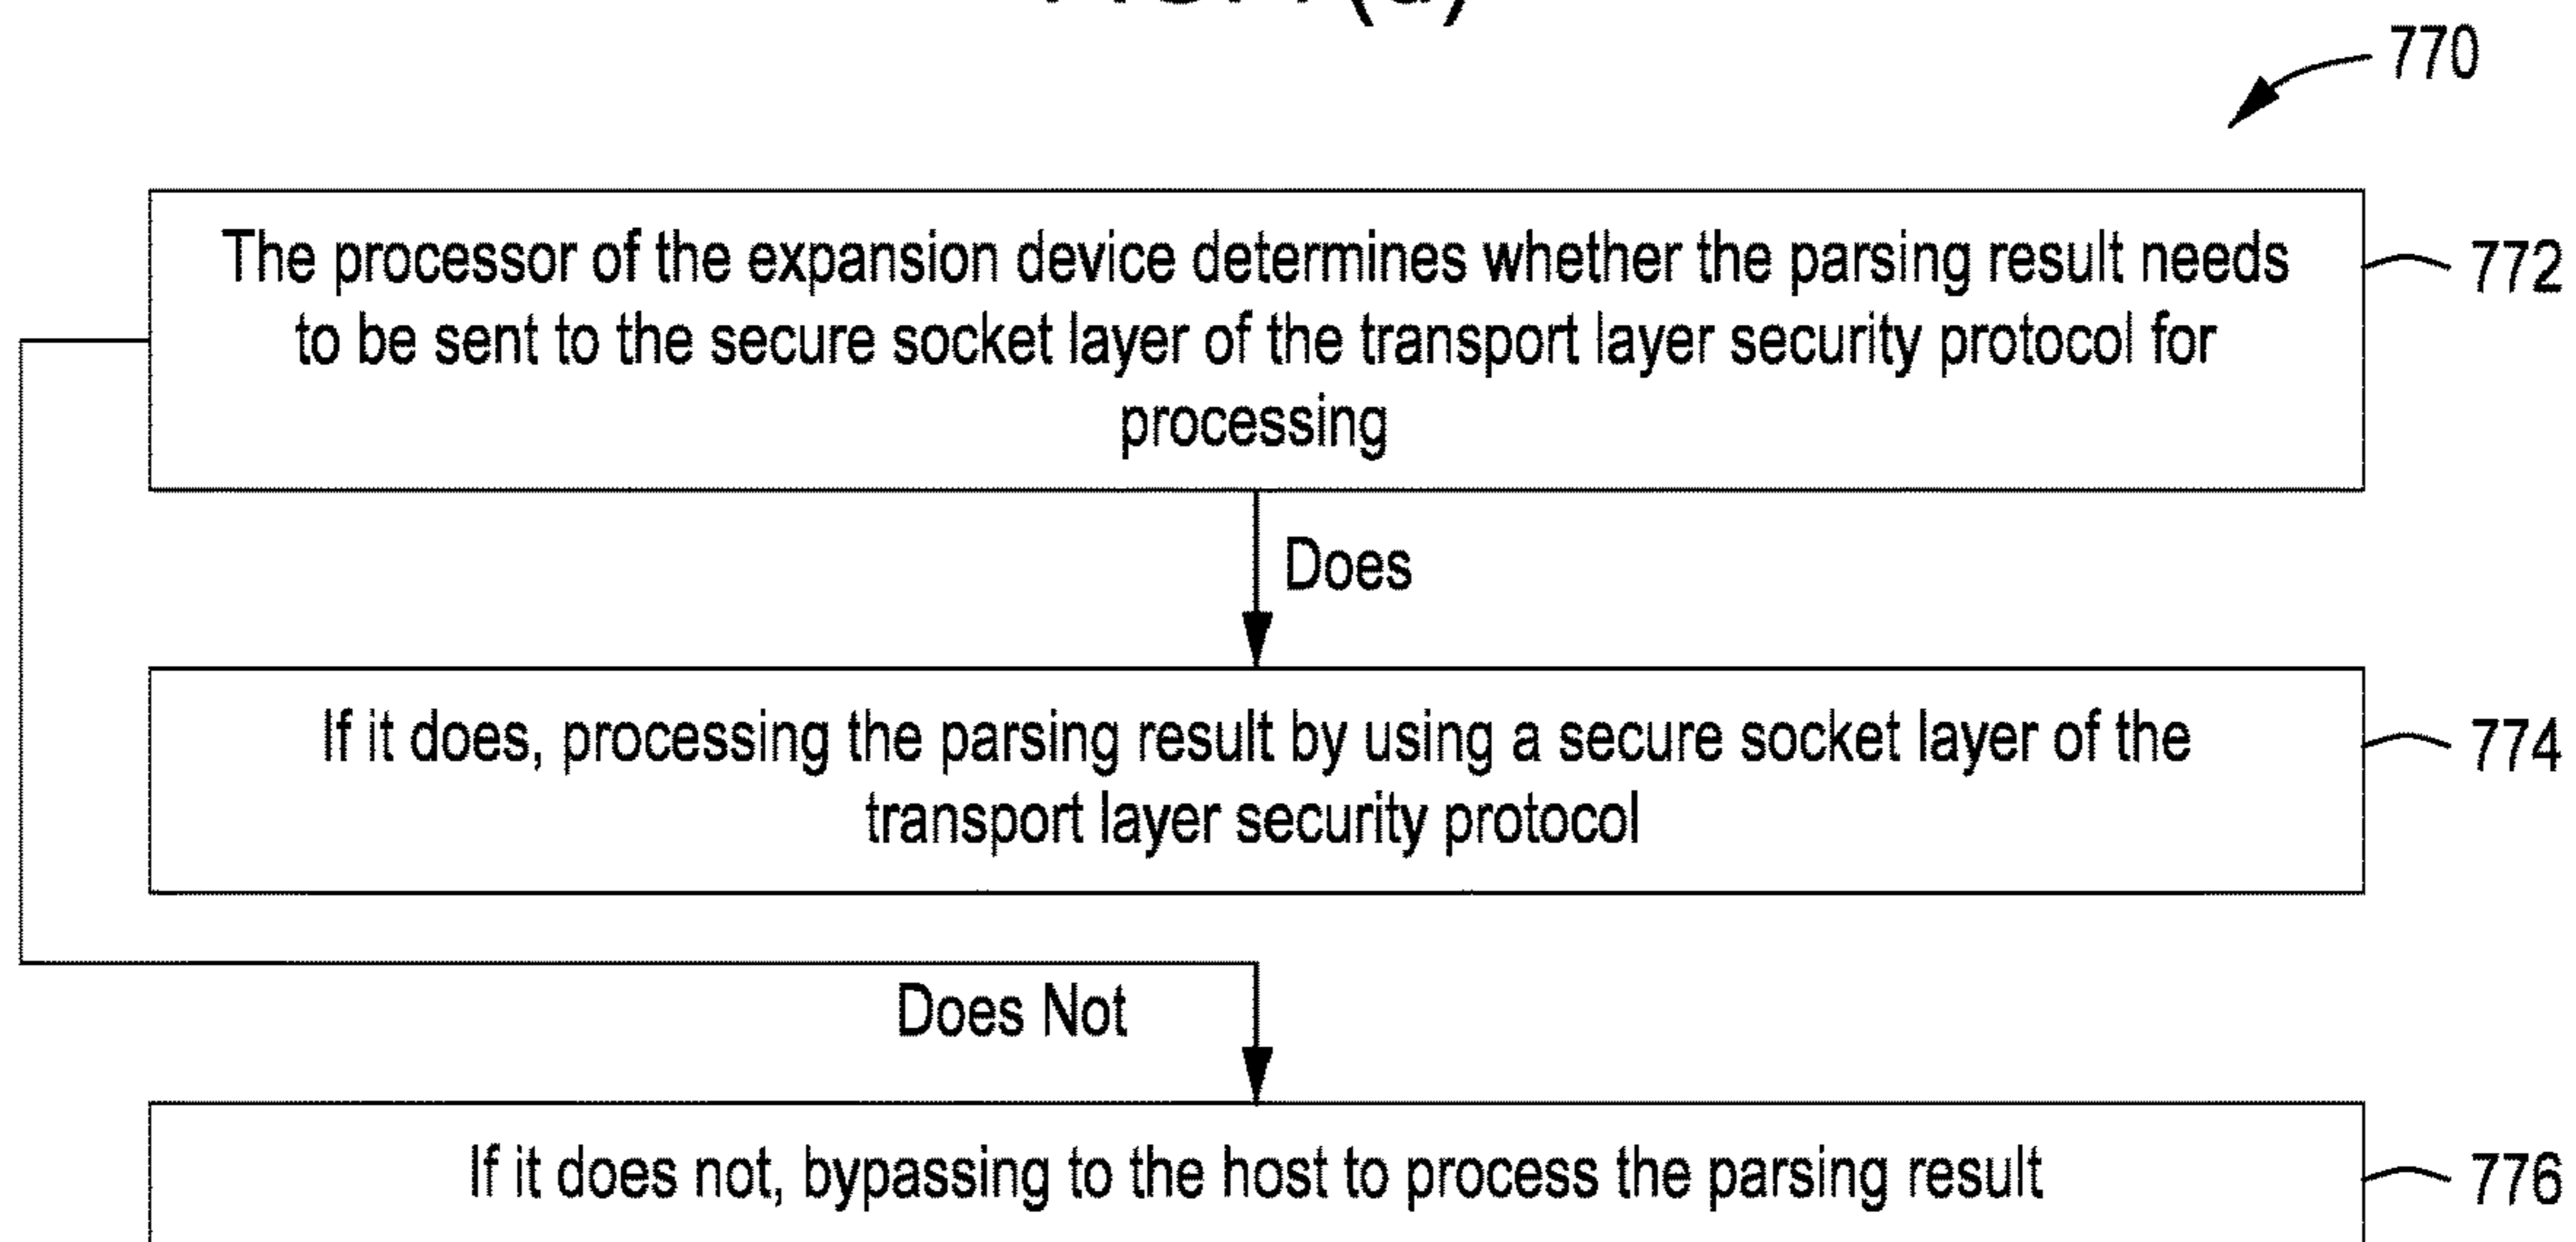 770
The processor of the expansion device determines whether the parsing result needs
to be sent to the secure socket layer of the transport layer security protocol for
processing
772
Does
If it does, processing the parsing result by using a secure socket layer of the
transport layer security protocol
774
Does Not
If it does not, bypassing to the host to process the parsing result
776